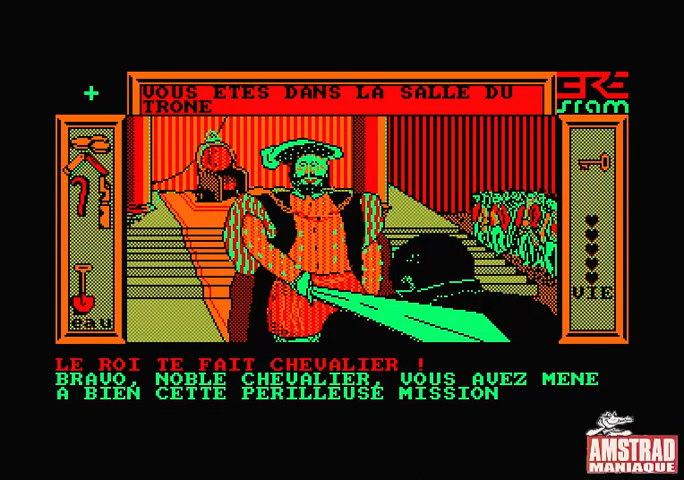 VOUS ETES DANS LA SALLE DU
TRONE
ERE
sram
eau
VIE
LE ROI TE FAIT CHEVALIER !
BRAVO, NOBLE CHEVALIER, VOUS AVEZ MENE
A BIEN CETTE PERILLEUSE MISSION
AMSTRAD
MANIAQUE